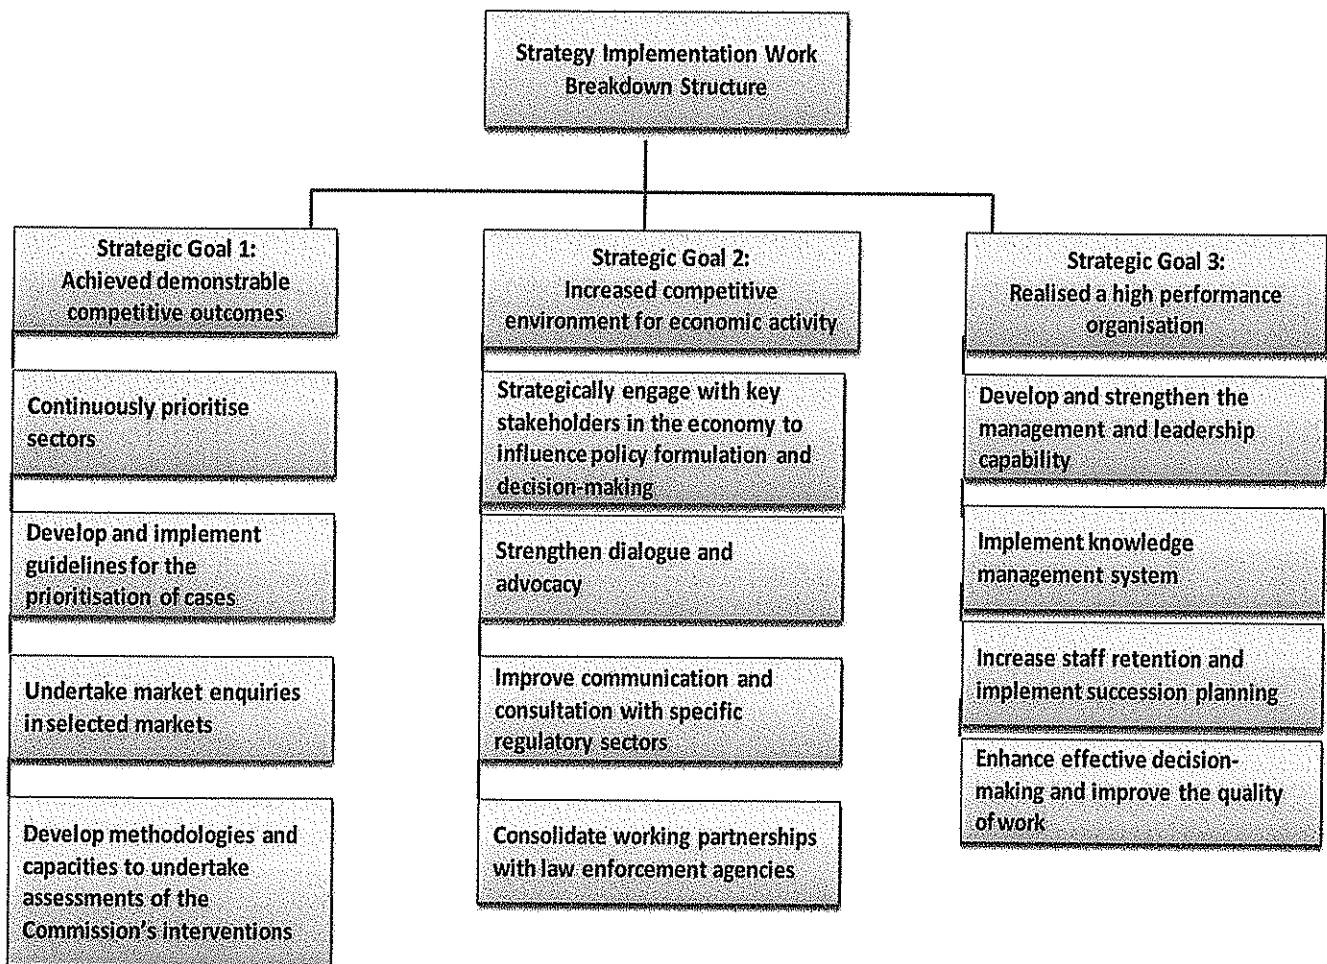 Strategy Implementation Work
Breakdown Structure
Strategic Goal 1:
Achieved demonstrable
competitive outcomes
Continuously prioritise
sectors
Develop and implement
guidelines for the
prioritisation of cases
Undertake market enquiries
in selected markets
Develop methodologies and
capacities to undertake
assessments of the
Commission's interventions
Strategic Goal 2:
Increased competitive
environment for economic activity
Strategically engage with key
stakeholders in the economy to
influence policy formulation and
decision-making
Strengthen dialogue and
advocacy
Improve communication and
consultation with specific
regulatory sectors
Consolidate working partnerships
with law enforcement agencies
Strategic Goal 3:
Realised a high performance
organisation
Develop and strengthen the
management and leadership
capability
Implement knowledge
management system
Increase staff retention and
implement succession planning
Enhance effective decision-
making and improve the quality
of work